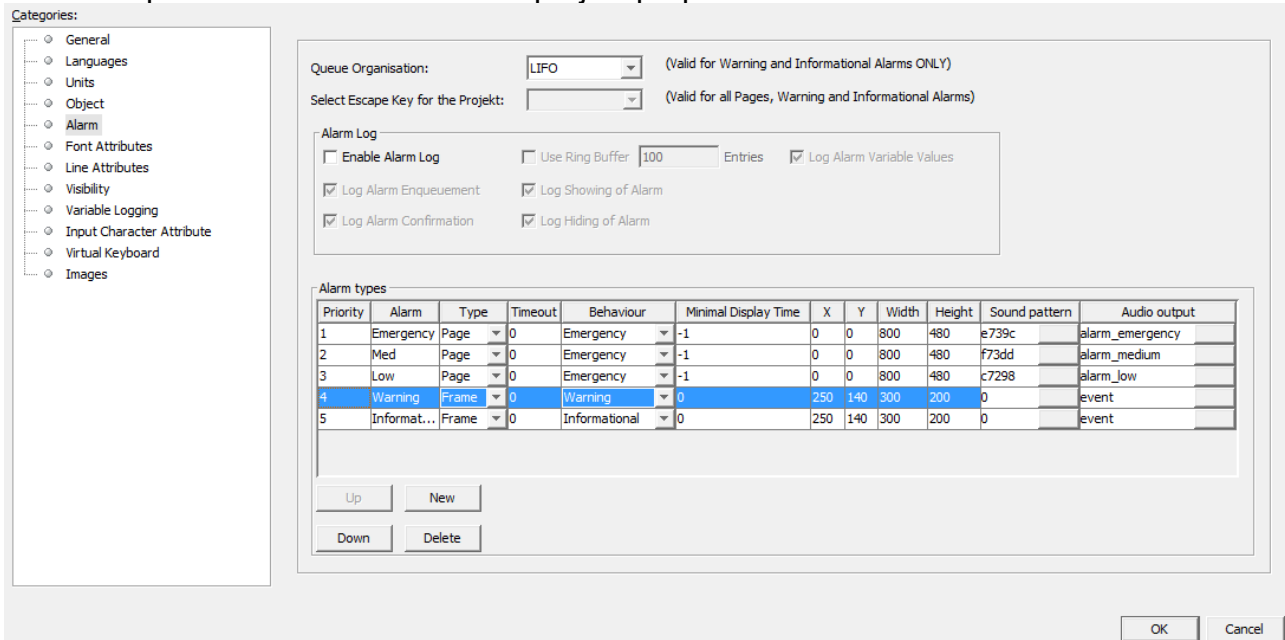 Categories:
General
Languages
Units
Object
Alarm
Font Attributes
Line Attributes
Visibility
Variable Logging
Input Character Attribute
Virtual Keyboard
Images
Queue Organisation: LIFO (Valid for Warning and Informational Alarms ONLY)
Select Escape Key for the Projekt: (Valid for all Pages, Warning and Informational Alarms)
Alarm Log
Enable Alarm Log Use Ring Buffer 100 Entries Log Alarm Variable Values
Log Alarm Enqueuement Log Showing of Alarm
Log Alarm Confirmation Log Hiding of Alarm
Alarm types
Priority Alarm Type Timeout Behaviour Minimal Display Time X Y Width Height Sound pattern Audio output
1 Emergency Page 0 Emergency -1 0 0 800 480 e739c alarm_emergency
2 Med Page 0 Emergency -1 0 0 800 480 f73dd alarm_medium
3 Low Page 0 Emergency -1 0 0 800 480 c7298 alarm_low
4 Warning Frame 0 Warning 0 250 140 300 200 0 event
5 Informat... Frame 0 Informational 0 250 140 300 200 0 event
Up New
Down Delete
OK Cancel